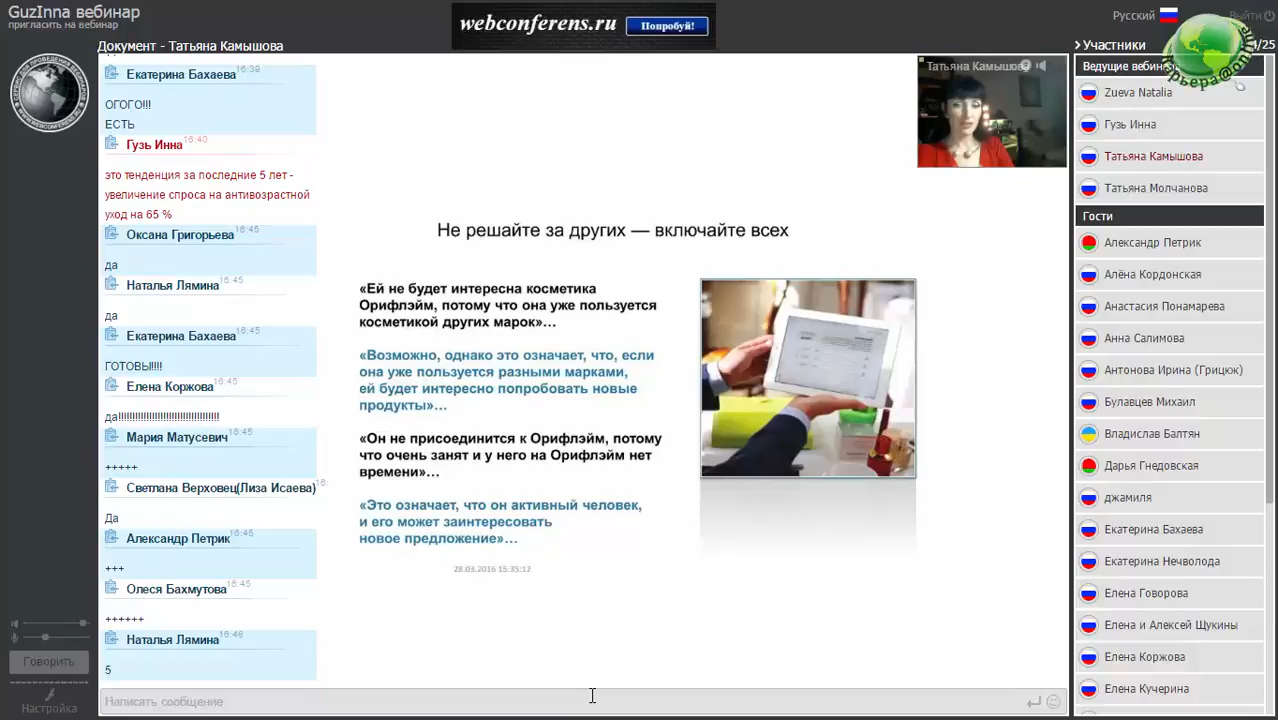 GuzInna вебинар
пригласить на вебинар
webconferens.ru Попробуй!
Русский
Выйти
Документ - Татьяна Камышова
Екатерина Бахаева 16:39
ОГОГО!!!
ЕСТЬ
Гузь Инна 16:40
это тенденция за последние 5 лет -
увеличение спроса на антивозрастной
уход на 65 %
Оксана Григорьева 16:45
да
Наталья Лямина 16:45
да
Екатерина Бахаева 16:45
ГОТОВЫ!!!!
Елена Коржова 16:45
да!!!!!!!!!!!!!!!!!!!!!!!!!!!!!!!!!!!
Мария Матусевич 16:45
+++++
Светлана Верховец(Лиза Исаева) 16:
Да
Александр Петрик 16:45
+++
Олеся Бахмутова 16:45
++++++
Наталья Лямина 16:48
5
Написать сообщение
Говорить
Настройка
Не решайте за других — включайте всех
«Ей не будет интересна косметика
Орифлэйм, потому что она уже пользуется
косметикой других марок»…
«Возможно, однако это означает, что, если
она уже пользуется разными марками,
ей будет интересно попробовать новые
продукты»…
«Он не присоединится к Орифлэйм, потому
что очень занят и у него на Орифлэйм нет
времени»…
«Это означает, что он активный человек,
и его может заинтересовать
новое предложение»…
28.03.2016 15:35:12
Татьяна Камышова
Участники
/25
Ведущие
Zueva Natalia
Гузь Инна
Татьяна Камышова
Татьяна Молчанова
Гости
Александр Петрик
Алёна Кордонская
Анастасия Понамарева
Анна Салимова
Антонова Ирина (Грицюк)
Булавцев Михаил
Владислав Балтян
Дарья Гнедовская
джамиля
Екатерина Бахаева
Екатерина Нечволода
Елена Говорова
Елена и Алексей Щукины
Елена Коржова
Елена Кучерина